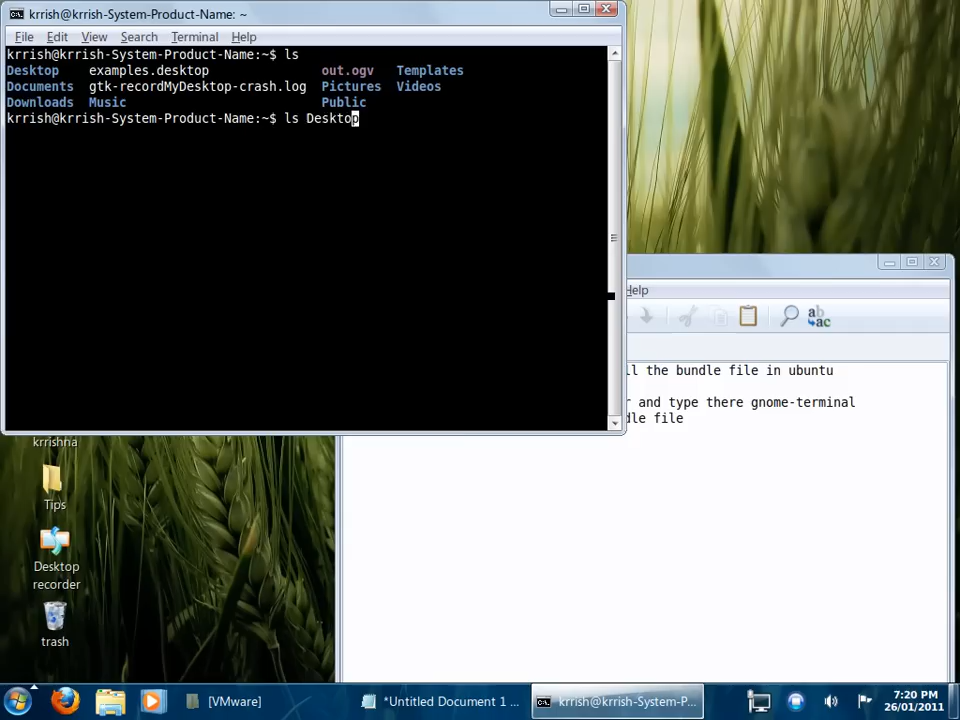 krrish@krrish-System-Product-Name: ~
File Edit View Search Terminal Help
krrish@krrish-System-Product-Name:~$ ls
Desktop examples.desktop out.ogv Templates
Documents gtk-recordMyDesktop-crash.log Pictures Videos
Downloads Music Public
krrish@krrish-System-Product-Name:~$ ls Desktop
Help
ab
ac
ll the bundle file in ubuntu
r and type there gnome-terminal
dle file
krrishna
Tips
Desktop
recorder
trash
[VMware]
*Untitled Document 1 ...
krrish@krrish-System-P...
7:20 PM
26/01/2011